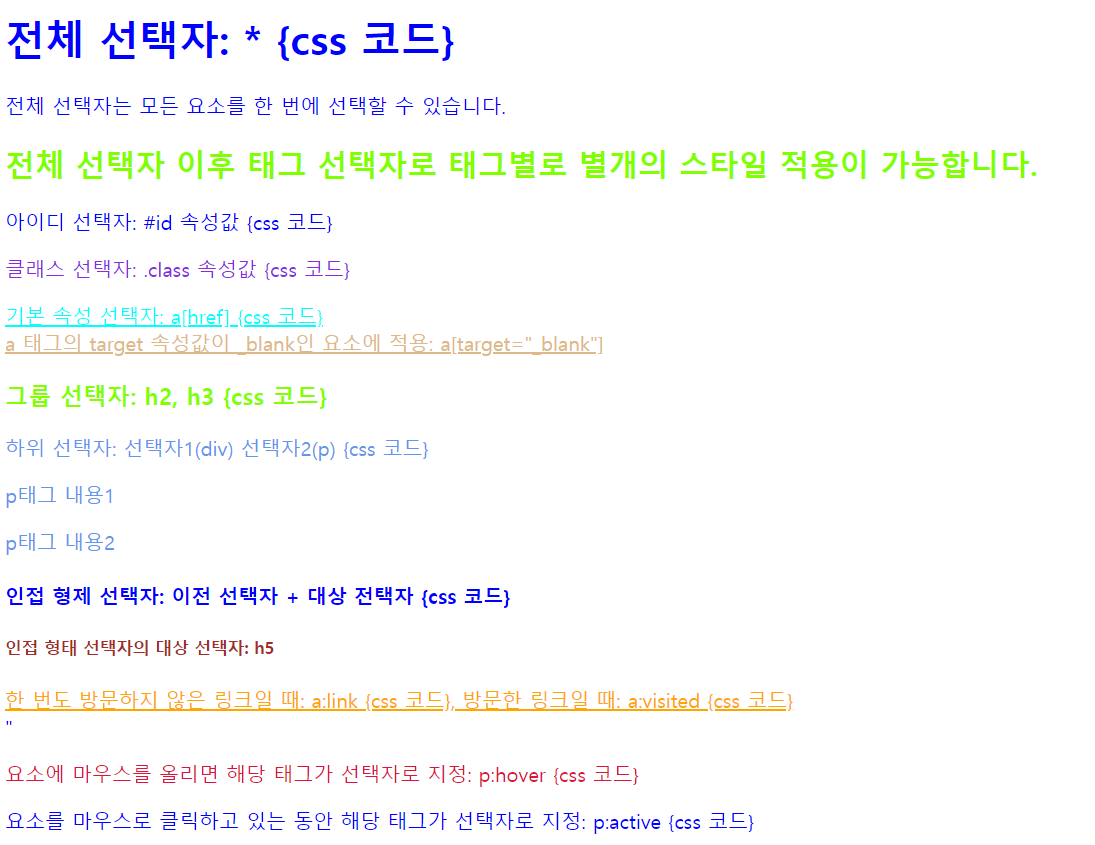 전체 선택자: * {css 코드}
전체 선택자는 모든 요소를 한 번에 선택할 수 있습니다.
전체 선택자 이후 태그 선택자로 태그별로 별개의 스타일 적용이 가능합니다.
아이디 선택자: #id 속성값 {css 코드}
클래스 선택자: .class 속성값 {css 코드}
기본 속성 선택자: a[href] {css 코드}
a 태그의 target 속성값이 _blank인 요소에 적용: a[target="_blank"]
그룹 선택자: h2, h3 {css 코드}
하위 선택자: 선택자1(div) 선택자2(p) {css 코드}
p태그 내용1
p태그 내용2
인접 형제 선택자: 이전 선택자 + 대상 전택자 {css 코드}
인접 형태 선택자의 대상 선택자: h5
한 번도 방문하지 않은 링크일 때: a:link {css 코드}, 방문한 링크일 때: a:visited {css 코드}
"
요소에 마우스를 올리면 해당 태그가 선택자로 지정: p:hover {css 코드}
요소를 마우스로 클릭하고 있는 동안 해당 태그가 선택자로 지정: p:active {css 코드}